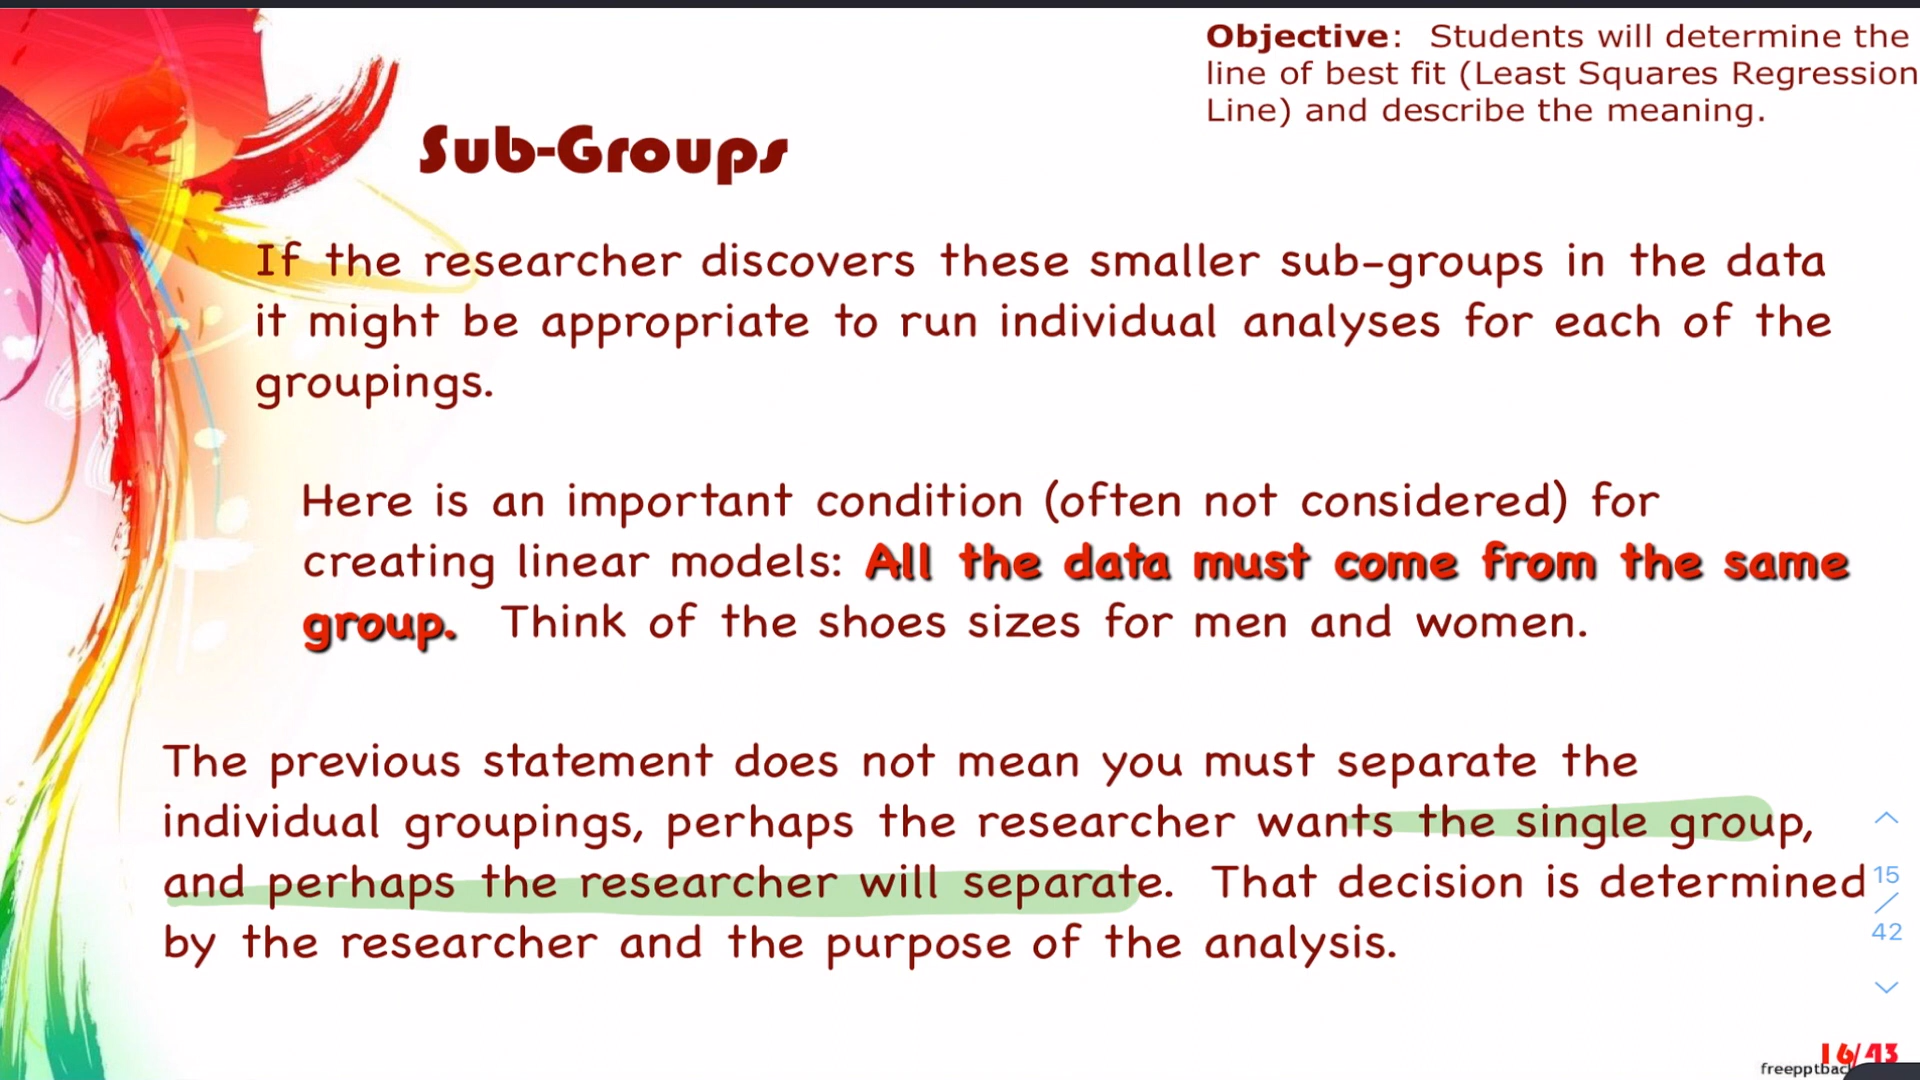 Objective: Students will determine the
line of best fit (Least Squares Regression
Line) and describe the meaning.
Sub-Groups
If the researcher discovers these smaller sub-groups in the data
it might be appropriate to run individual analyses for each of the
groupings.
Here is an important condition (often not considered) for
creating linear models: All the data must come from the same
group. Think of the shoes sizes for men and women.
The previous statement does not mean you must separate the
individual groupings, perhaps the researcher wants the single group,
and perhaps the researcher will separate. That decision is determined
by the researcher and the purpose of the analysis.
15
/
42
16/43